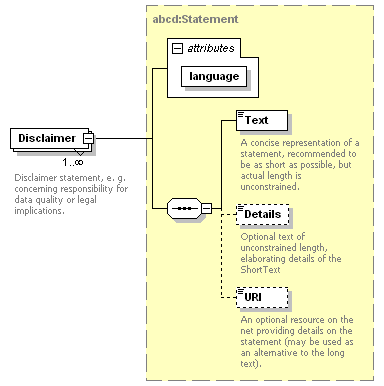 abcd:Statement
attributes
language
Disclaimer
1..∞
Disclaimer statement, e. g.
concerning responsibility for
data quality or legal
implications.
Text
A concise representation of a
statement, recommended to
be as short as possible, but
actual length is
unconstrained.
Details
Optional text of
unconstrained length,
elaborating details of the
ShortText
URI
An optional resource on the
net providing details on the
statement (may be used as
an alternative to the long
text).